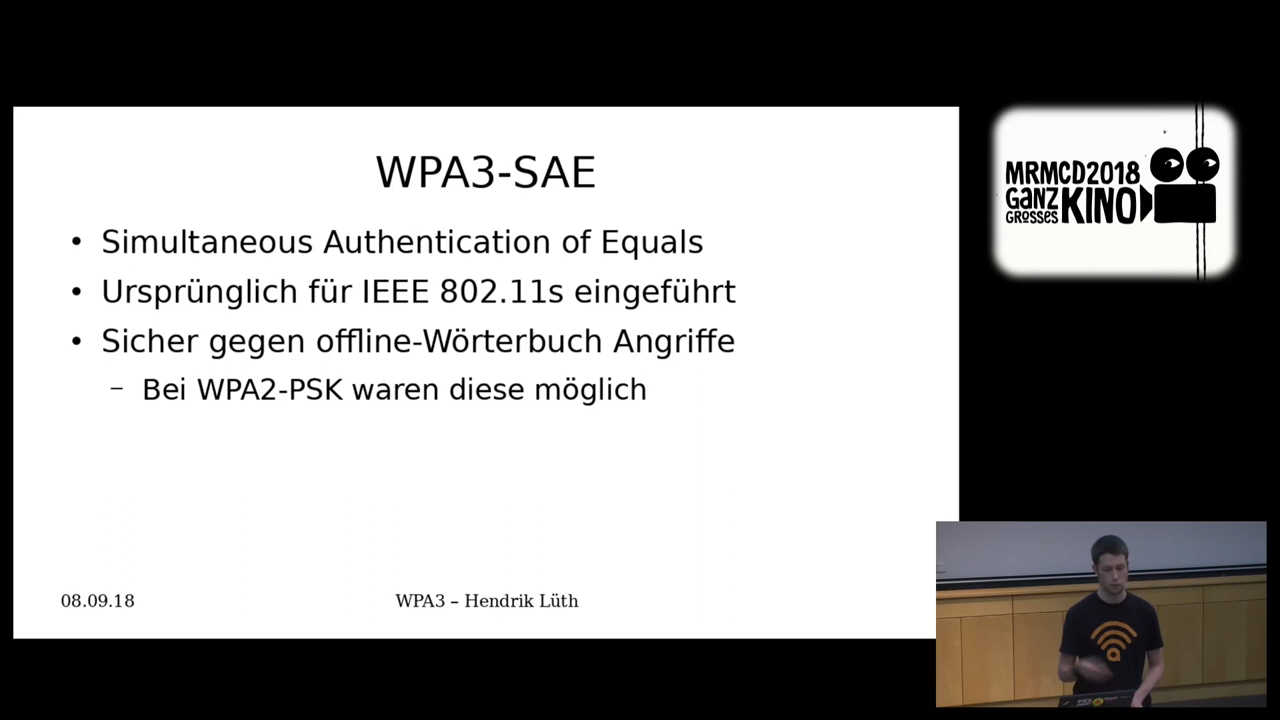 WPA3-SAE
• Simultaneous Authentication of Equals
• Ursprünglich für IEEE 802.11s eingeführt
• Sicher gegen offline-Wörterbuch Angriffe
– Bei WPA2-PSK waren diese möglich
08.09.18
WPA3 – Hendrik Lüth
MRMCD2018
GANZ
GROSSES
KINO